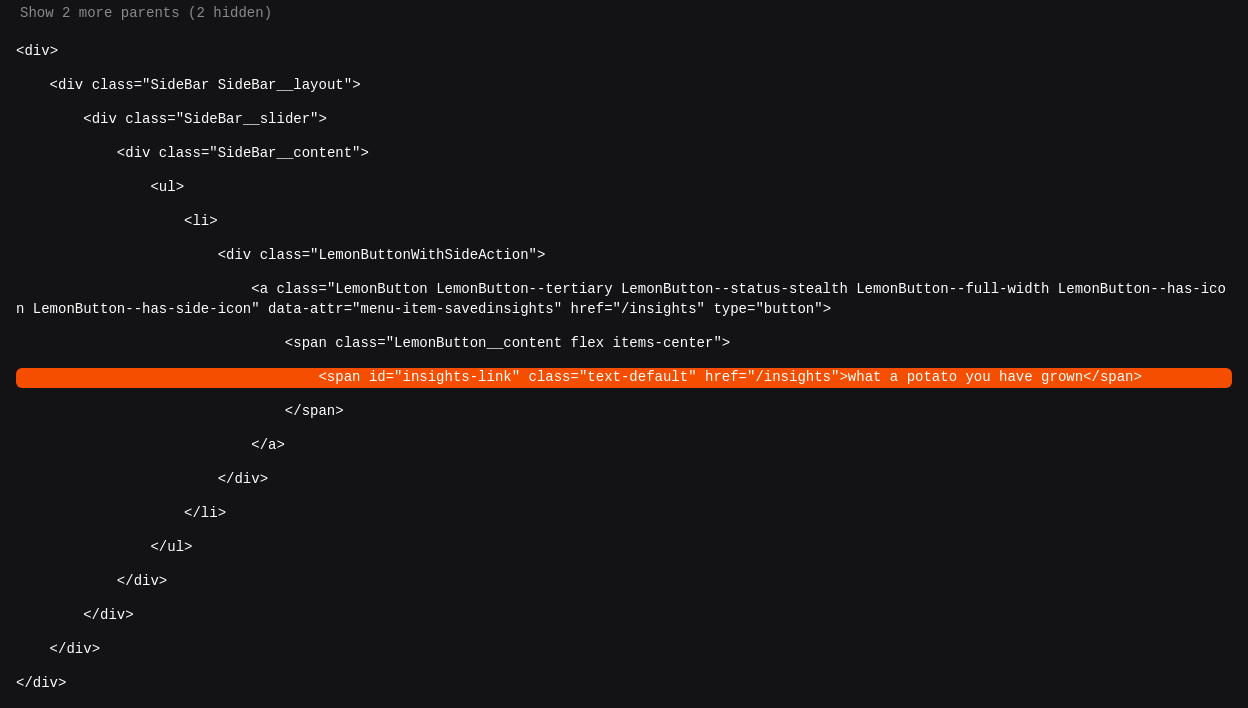 Show 2 more parents (2 hidden)
<div>
<div class="SideBar SideBar__layout">
<div class="SideBar__slider">
<div class="SideBar__content">
<ul>
<li>
<div class="LemonButtonWithSideAction">
<a class="LemonButton LemonButton--tertiary LemonButton--status-stealth LemonButton--full-width LemonButton--has-ico
n LemonButton--has-side-icon" data-attr="menu-item-savedinsights" href="/insights" type="button">
<span class="LemonButton__content flex items-center">
<span id="insights-link" class="text-default" href="/insights">what a potato you have grown</span>
</span>
</a>
</div>
</li>
</ul>
</div>
</div>
</div>
</div>